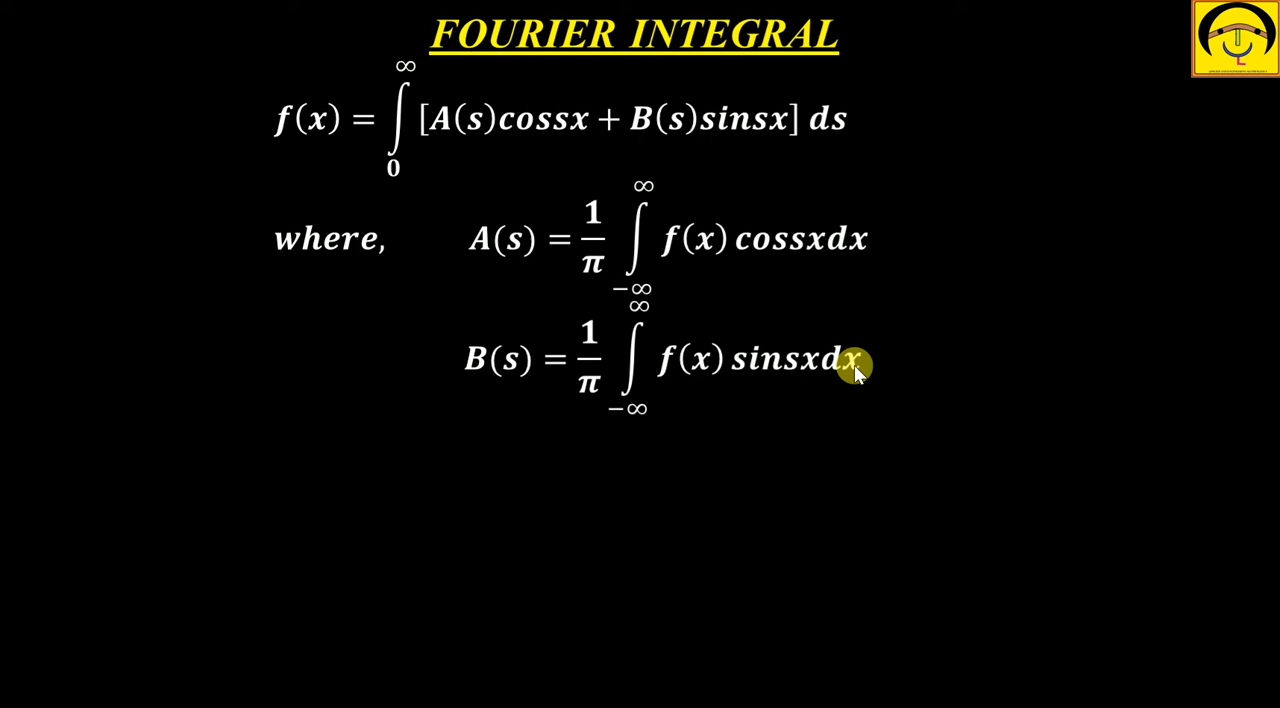 FOURIER INTEGRAL
f(x) = ∫₀^∞ [A(s)cossx + B(s)sinsx] ds
where, A(s) = 1/π ∫₋∞^∞ f(x) cossxdx
B(s) = 1/π ∫₋∞^∞ f(x) sinsxdx